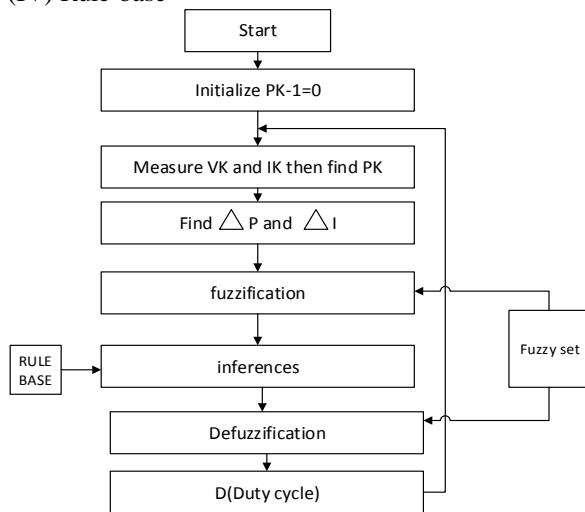 (IV) Rule-base
Start
Initialize PK-1=0
Measure VK and IK then find PK
Find △ P and △ I
fuzzification
Fuzzy set
RULE
BASE
inferences
Defuzzification
D(Duty cycle)